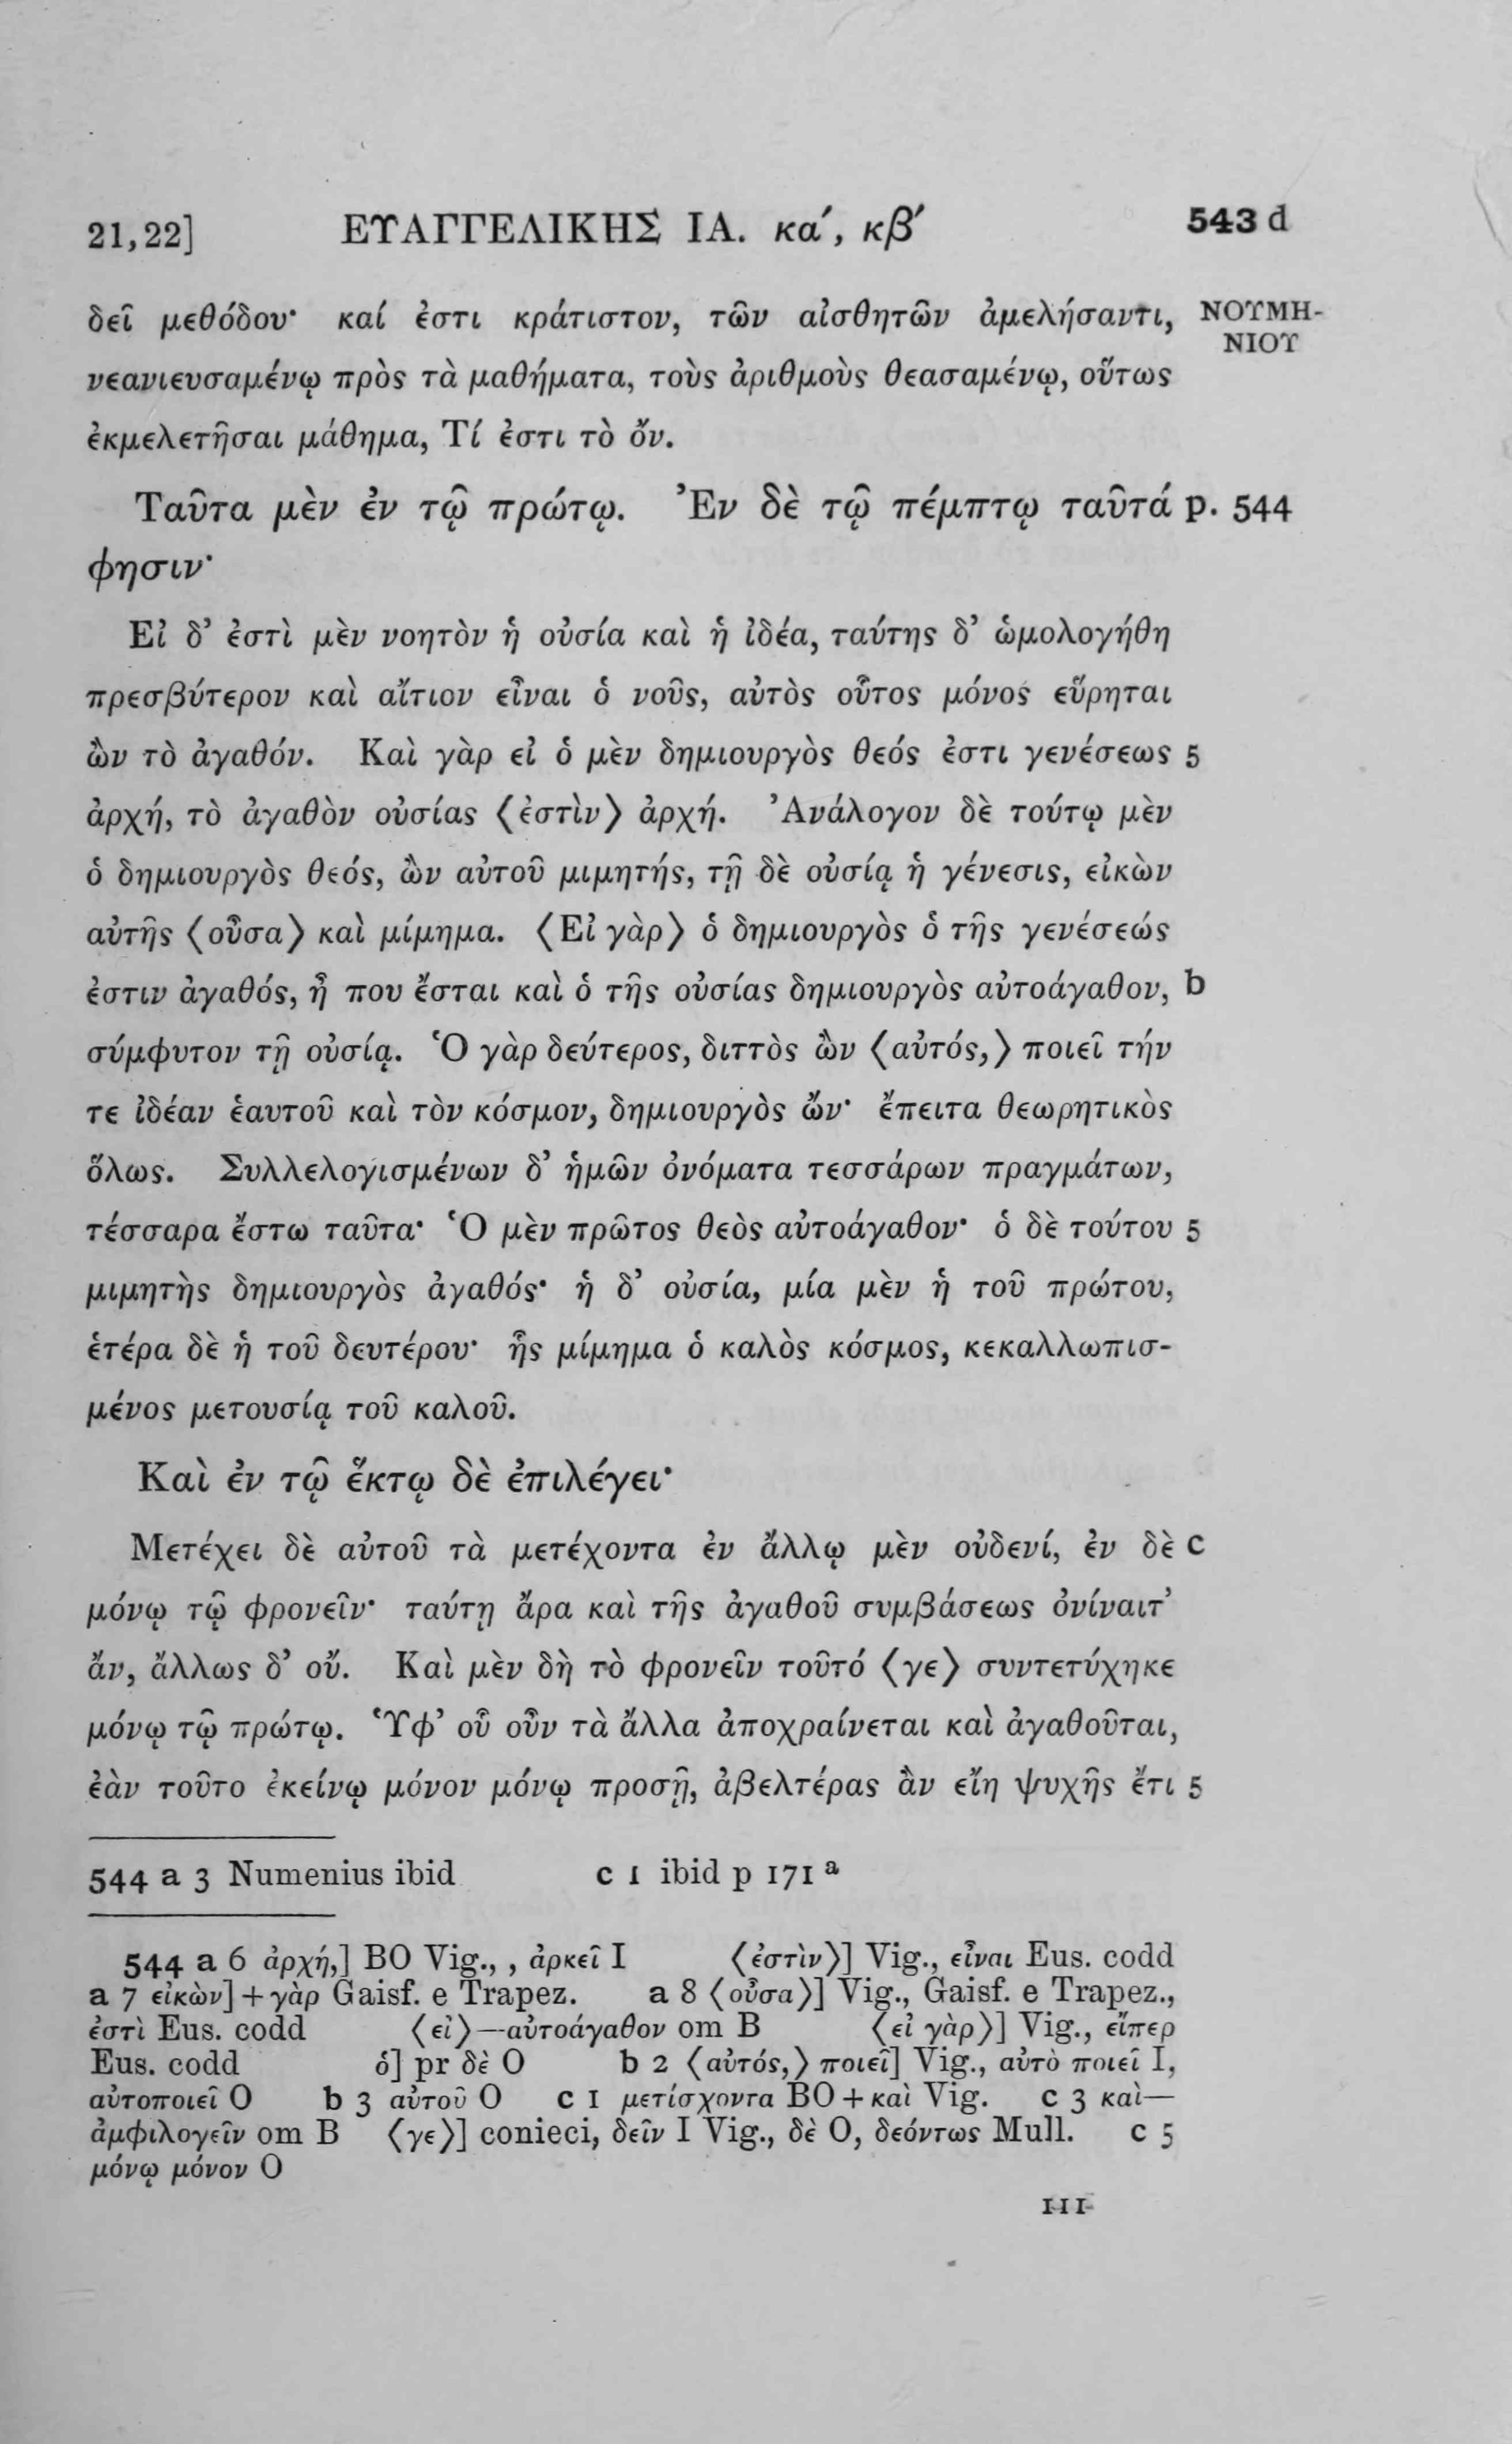 21,22] ΕΥΑΓΓΕΛΙΚΗΣ ΙΑ. κα΄, κβ΄ 543 d
δεῖ μεθόδου· καί ἐστι κράτιστον, τῶν αἰσθητῶν ἀμελήσαντι, ΝΟΥΜΗ-
ΝΙΟΥ
νεανιευσαμένῳ πρὸς τὰ μαθήματα, τοὺς ἀριθμοὺς θεασαμένῳ, οὕτως
ἐκμελετῆσαι μάθημα, Τί ἐστι τὸ ὄν.
Ταῦτα μὲν ἐν τῷ πρώτῳ. Ἐν δὲ τῷ πέμπτῳ ταῦτά p. 544
φησιν·
Εἰ δ’ ἐστὶ μὲν νοητὸν ἡ οὐσία καὶ ἡ ἰδέα, ταύτης δ’ ὡμολογήθη
πρεσβύτερον καὶ αἴτιον εἶναι ὁ νοῦς, αὐτὸς οὗτος μόνος εὕρηται
ὢν τὸ ἀγαθόν. Καὶ γὰρ εἰ ὁ μὲν δημιουργὸς θεός ἐστι γενέσεως 5
ἀρχή, τὸ ἀγαθὸν οὐσίας ⟨ἐστὶν⟩ ἀρχή. Ἀνάλογον δὲ τούτῳ μὲν
ὁ δημιουργὸς θεός, ὢν αὐτοῦ μιμητής, τῇ δὲ οὐσίᾳ ἡ γένεσις, εἰκὼν
αὐτῆς ⟨οὖσα⟩ καὶ μίμημα. ⟨Εἰ γὰρ⟩ ὁ δημιουργὸς ὁ τῆς γενέσεώς
ἐστιν ἀγαθός, ἦ που ἔσται καὶ ὁ τῆς οὐσίας δημιουργὸς αὐτοάγαθον, b
σύμφυτον τῇ οὐσίᾳ. Ὁ γὰρ δεύτερος, διττὸς ὢν ⟨αὐτός,⟩ ποιεῖ τήν
τε ἰδέαν ἑαυτοῦ καὶ τὸν κόσμον, δημιουργὸς ὤν· ἔπειτα θεωρητικὸς
ὅλως. Συλλελογισμένων δ’ ἡμῶν ὀνόματα τεσσάρων πραγμάτων,
τέσσαρα ἔστω ταῦτα· Ὁ μὲν πρῶτος θεὸς αὐτοάγαθον· ὁ δὲ τούτου 5
μιμητὴς δημιουργὸς ἀγαθός· ἡ δ’ οὐσία, μία μὲν ἡ τοῦ πρώτου,
ἑτέρα δὲ ἡ τοῦ δευτέρου· ἧς μίμημα ὁ καλὸς κόσμος, κεκαλλωπισ-
μένος μετουσίᾳ τοῦ καλοῦ.
Καὶ ἐν τῷ ἕκτῳ δὲ ἐπιλέγει·
Μετέχει δὲ αὐτοῦ τὰ μετέχοντα ἐν ἄλλῳ μὲν οὐδενί, ἐν δὲ c
μόνῳ τῷ φρονεῖν· ταύτῃ ἄρα καὶ τῆς ἀγαθοῦ συμβάσεως ὀνίναιτ’
ἄν, ἄλλως δ’ οὔ. Καὶ μὲν δὴ τὸ φρονεῖν τοῦτό ⟨γε⟩ συντετύχηκε
μόνῳ τῷ πρώτῳ. Ὑφ’ οὗ οὖν τὰ ἄλλα ἀποχραίνεται καὶ ἀγαθοῦται,
ἐὰν τοῦτο ἐκείνῳ μόνον μόνῳ προσῇ, ἀβελτέρας ἂν εἴη ψυχῆς ἔτι 5
544 a 3 Numenius ibid c 1 ibid p 171 a
544 a 6 ἀρχή,] BO Vig., , ἀρκεῖ I ⟨ἐστὶν⟩] Vig., εἶναι Eus. codd
a 7 εἰκὼν] + γὰρ Gaisf. e Trapez. a 8 ⟨οὖσα⟩] Vig., Gaisf. e Trapez.,
ἐστὶ Eus. codd ⟨εἰ⟩—αὐτοάγαθον om B ⟨εἰ γὰρ⟩] Vig., εἴπερ
Eus. codd ὁ] pr δὲ O b 2 ⟨αὐτός,⟩ ποιεῖ] Vig., αὐτὸ ποιεῖ I,
αὐτοποιεῖ O b 3 αὐτοῦ O c 1 μετίσχοντα BO + καὶ Vig. c 3 καὶ—
ἀμφιλογεῖν om B ⟨γε⟩] conieci, δεῖν I Vig., δὲ O, δεόντως Mull. c 5
μόνῳ μόνον O
111